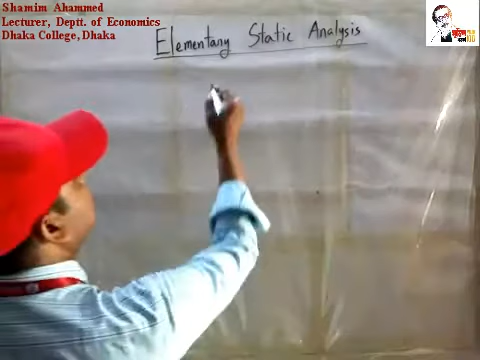 Shamim Ahammed
Lecturer, Deptt. of Economics
Dhaka College, Dhaka
Elementary Static Analysis